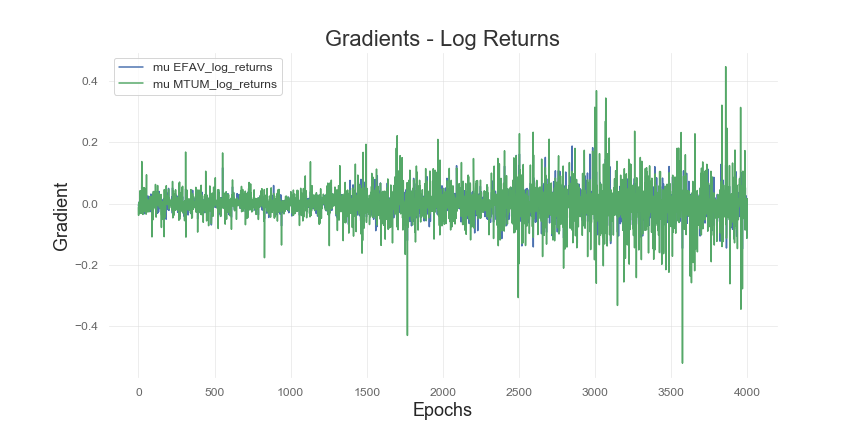 Gradients - Log Returns
mu EFAV_log_returns
mu MTUM_log_returns
Gradient
0.4
0.2
0.0
−0.2
−0.4
0 500 1000 1500 2000 2500 3000 3500 4000
Epochs